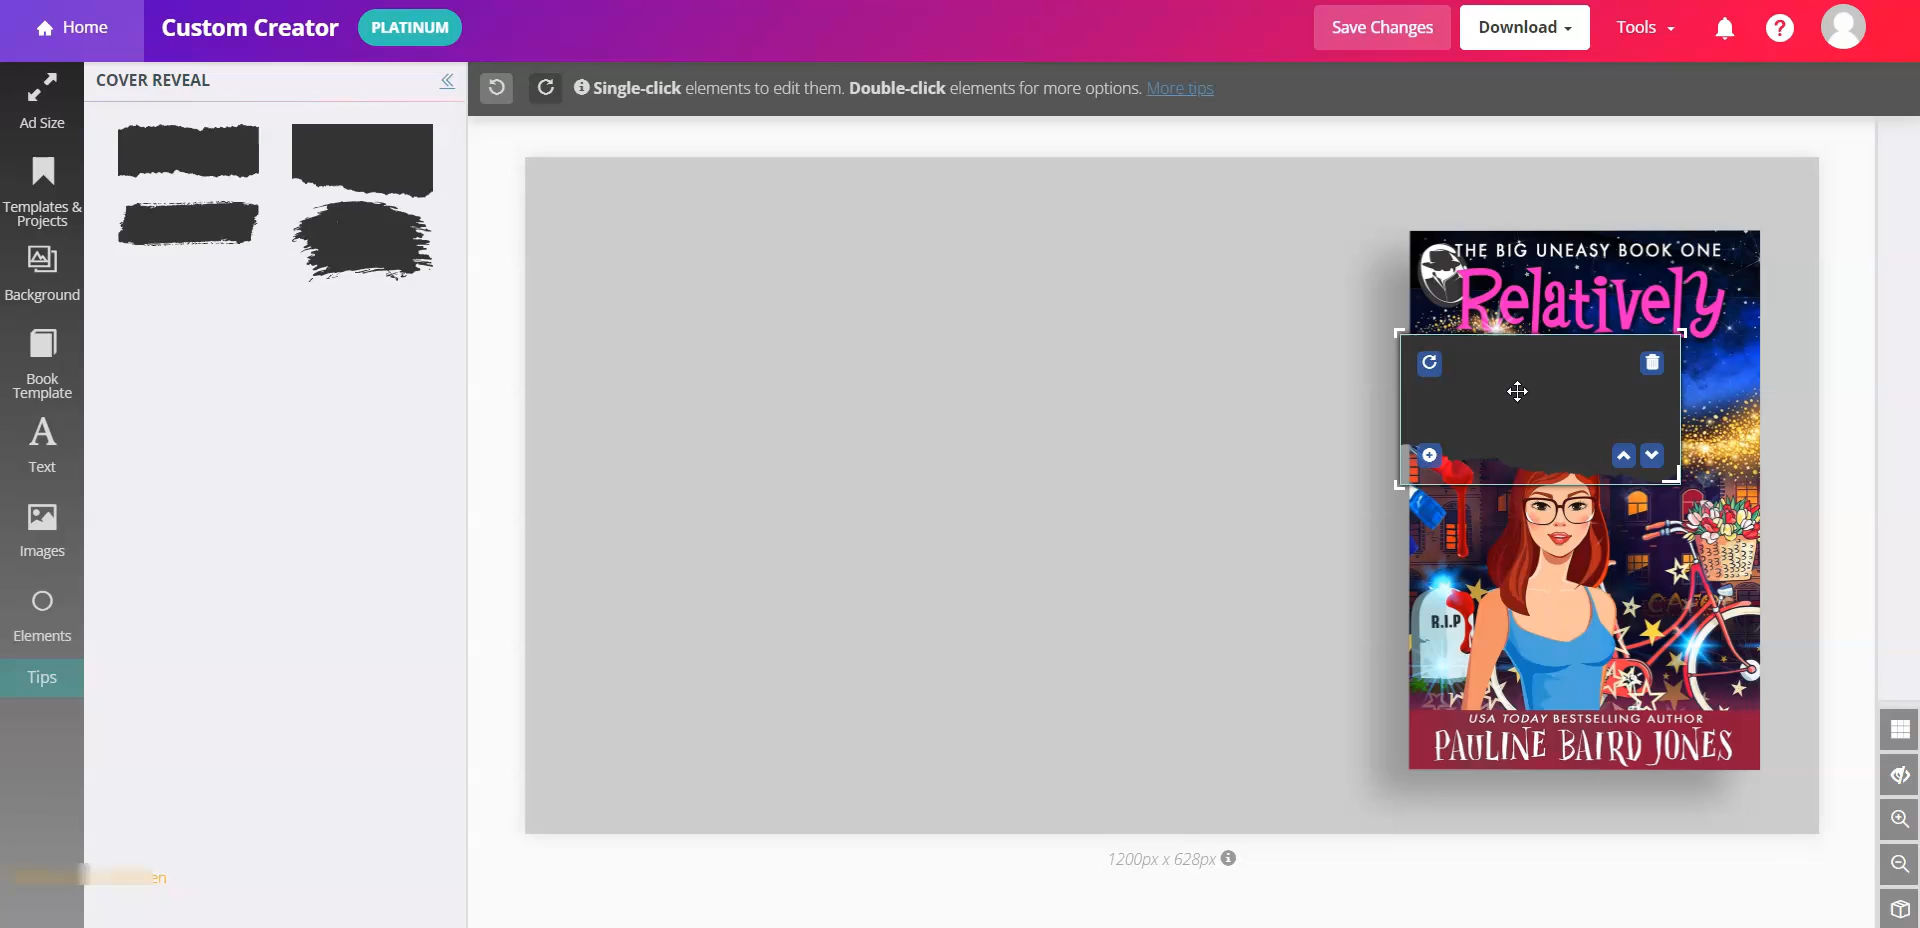 Home
Custom Creator
PLATINUM
Save Changes
Download
Tools
Ad Size
Templates &
Projects
Background
Book
Template
Text
Images
Elements
Tips
COVER REVEAL
Single-click elements to edit them. Double-click elements for more options. More tips
THE BIG UNEASY BOOK ONE
Relatively
R.I.P
USA TODAY BESTSELLING AUTHOR
PAULINE BAIRD JONES
1200px x 628px